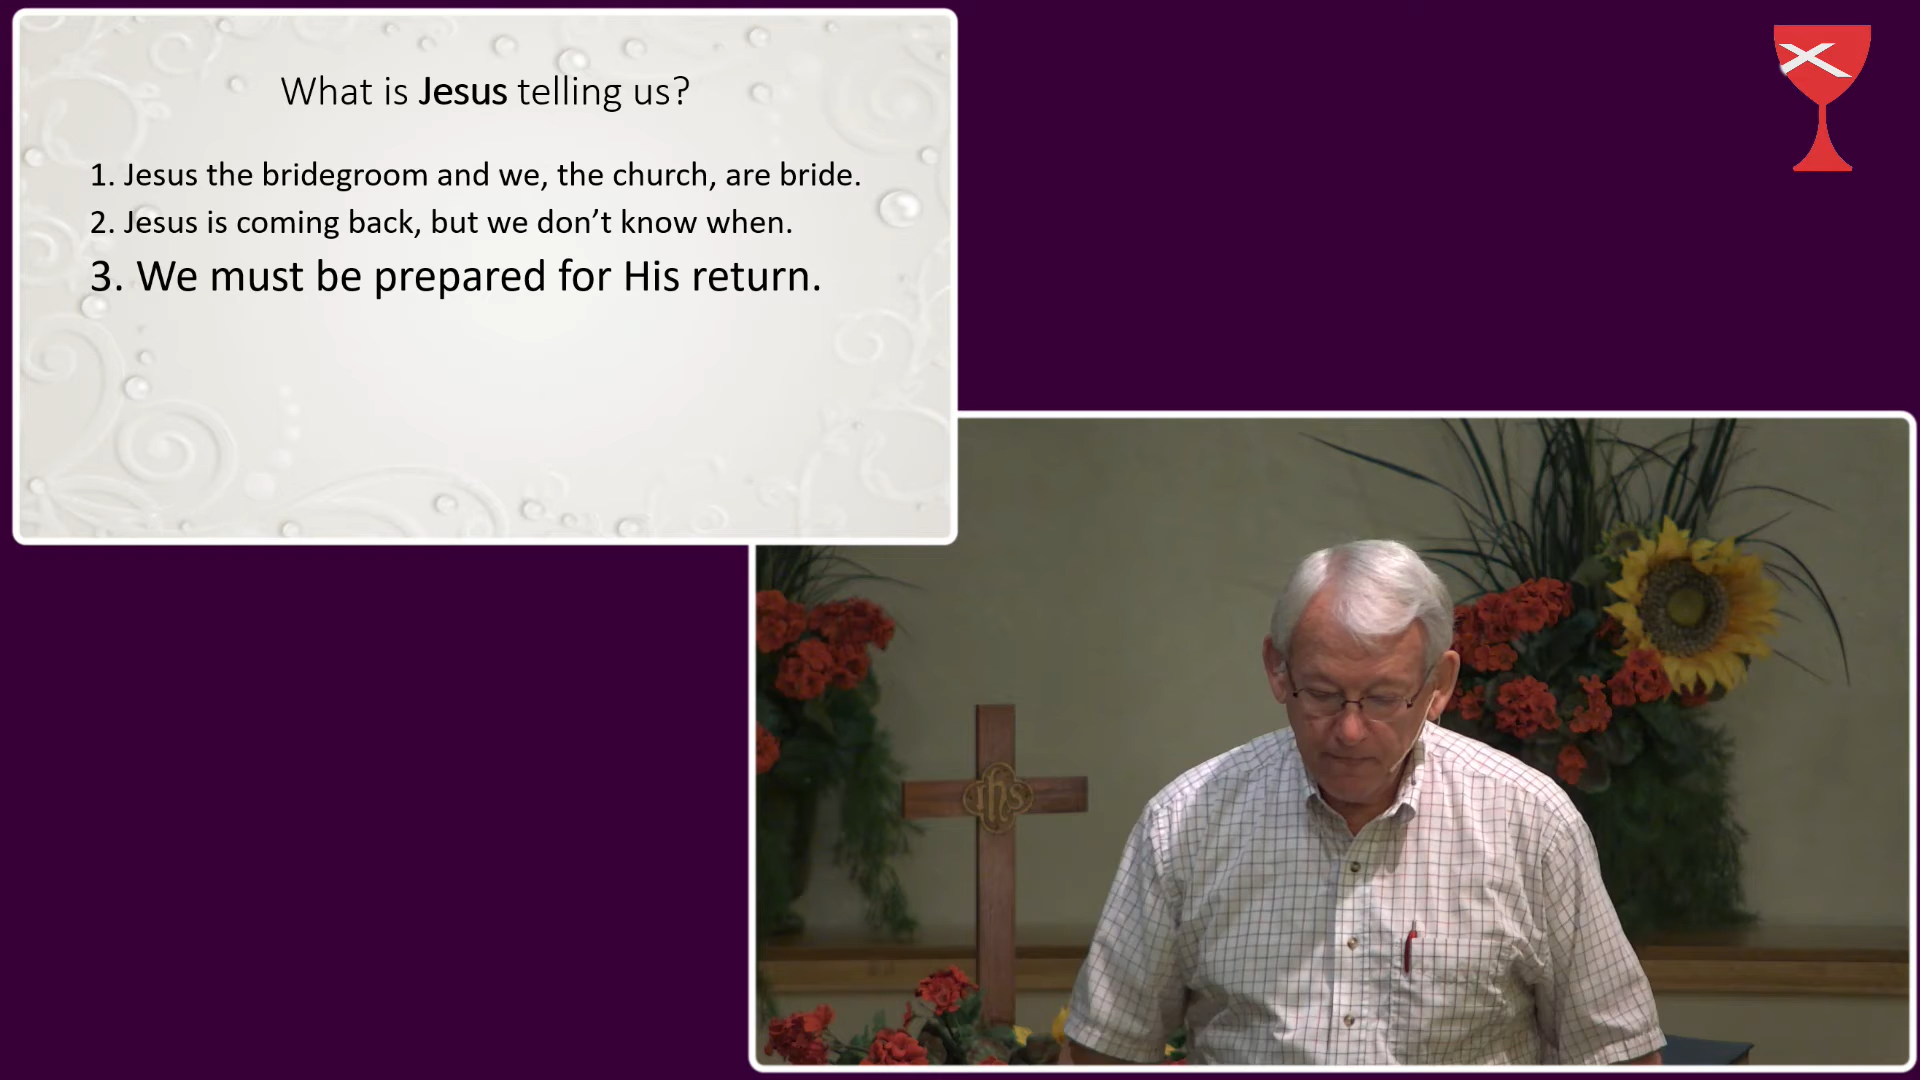 What is Jesus telling us?
1. Jesus the bridegroom and we, the church, are bride.
2. Jesus is coming back, but we don’t know when.
3. We must be prepared for His return.
ihs